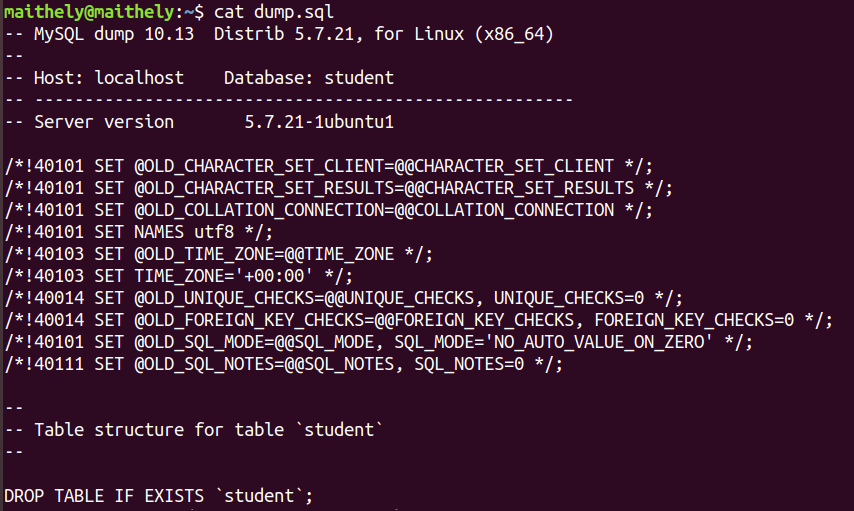 maithely@maithely:~$ cat dump.sql
-- MySQL dump 10.13  Distrib 5.7.21, for Linux (x86_64)
--
-- Host: localhost    Database: student
-- ------------------------------------------------------
-- Server version       5.7.21-1ubuntu1
/*!40101 SET @OLD_CHARACTER_SET_CLIENT=@@CHARACTER_SET_CLIENT */;
/*!40101 SET @OLD_CHARACTER_SET_RESULTS=@@CHARACTER_SET_RESULTS */;
/*!40101 SET @OLD_COLLATION_CONNECTION=@@COLLATION_CONNECTION */;
/*!40101 SET NAMES utf8 */;
/*!40103 SET @OLD_TIME_ZONE=@@TIME_ZONE */;
/*!40103 SET TIME_ZONE='+00:00' */;
/*!40014 SET @OLD_UNIQUE_CHECKS=@@UNIQUE_CHECKS, UNIQUE_CHECKS=0 */;
/*!40014 SET @OLD_FOREIGN_KEY_CHECKS=@@FOREIGN_KEY_CHECKS, FOREIGN_KEY_CHECKS=0 */;
/*!40101 SET @OLD_SQL_MODE=@@SQL_MODE, SQL_MODE='NO_AUTO_VALUE_ON_ZERO' */;
/*!40111 SET @OLD_SQL_NOTES=@@SQL_NOTES, SQL_NOTES=0 */;
--
-- Table structure for table `student`
--
DROP TABLE IF EXISTS `student`;